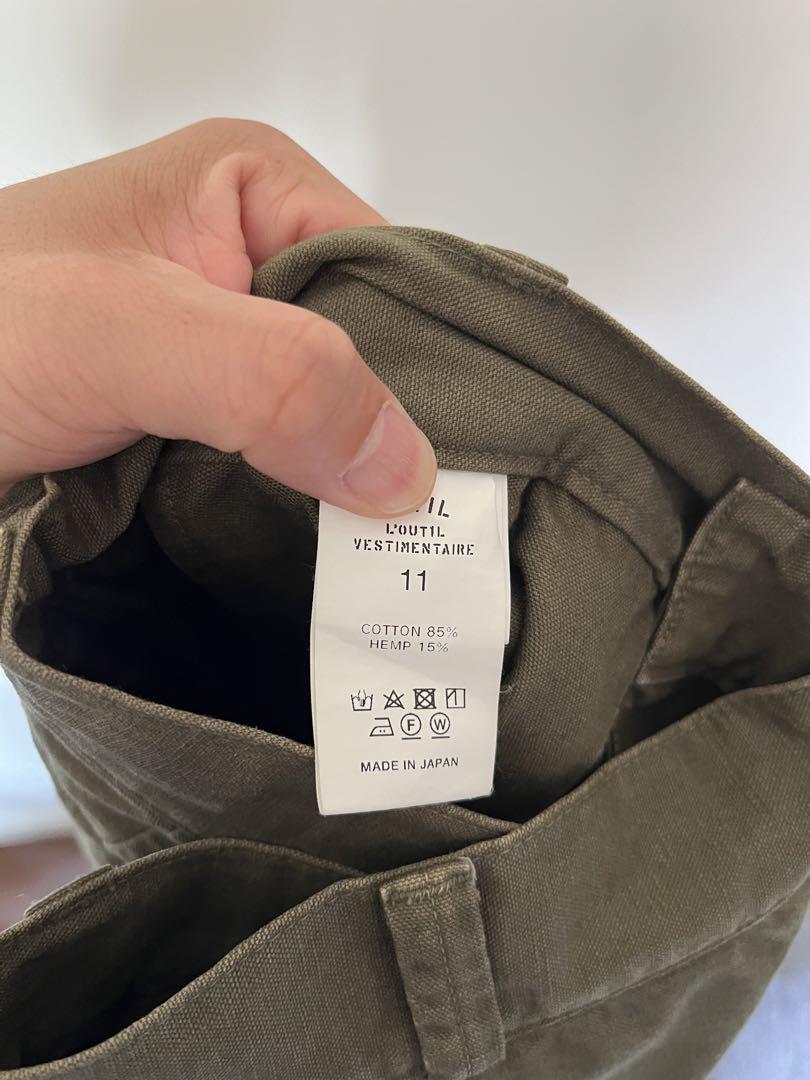 L'OUTIL
VESTIMENTAIRE
11
COTTON 85%
HEMP 15%
F W
MADE IN JAPAN